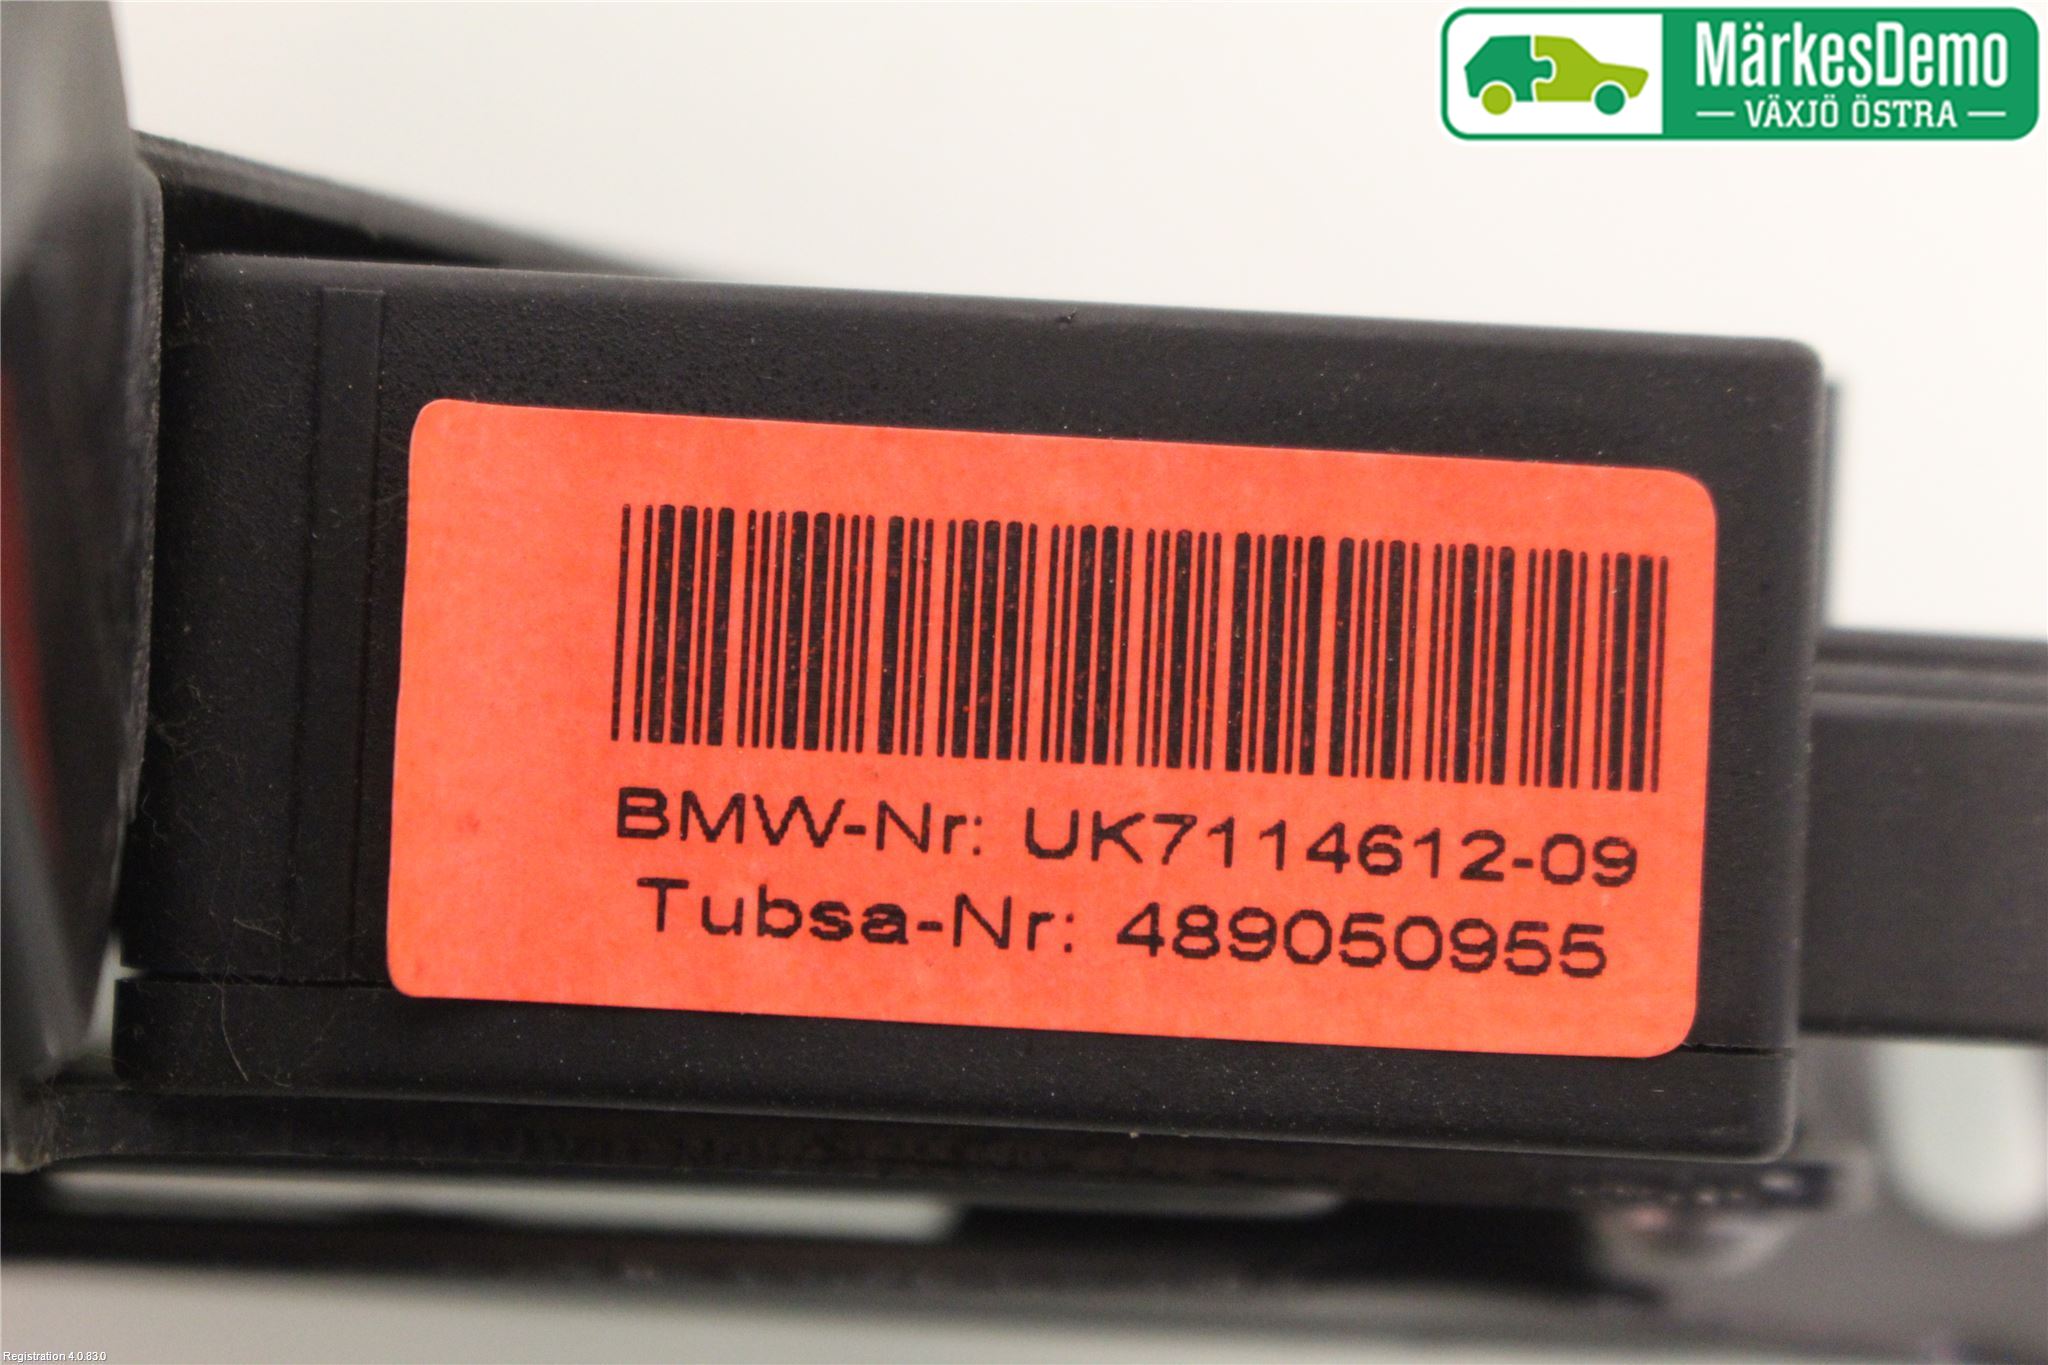 MärkesDemo
— VÄXJÖ ÖSTRA —
BMW-Nr: UK7114612-09
Tubsa-Nr: 489050955
Registration 4.0.83.0